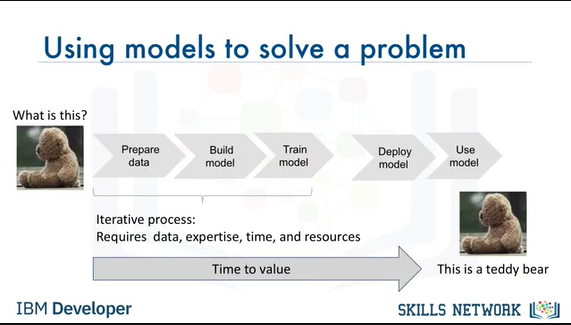 Using models to solve a problem
What is this?
Prepare
data
Build
model
Train
model
Deploy
model
Use
model
Iterative process:
Requires data, expertise, time, and resources
Time to value
This is a teddy bear
IBM Developer
SKILLS NETWORK